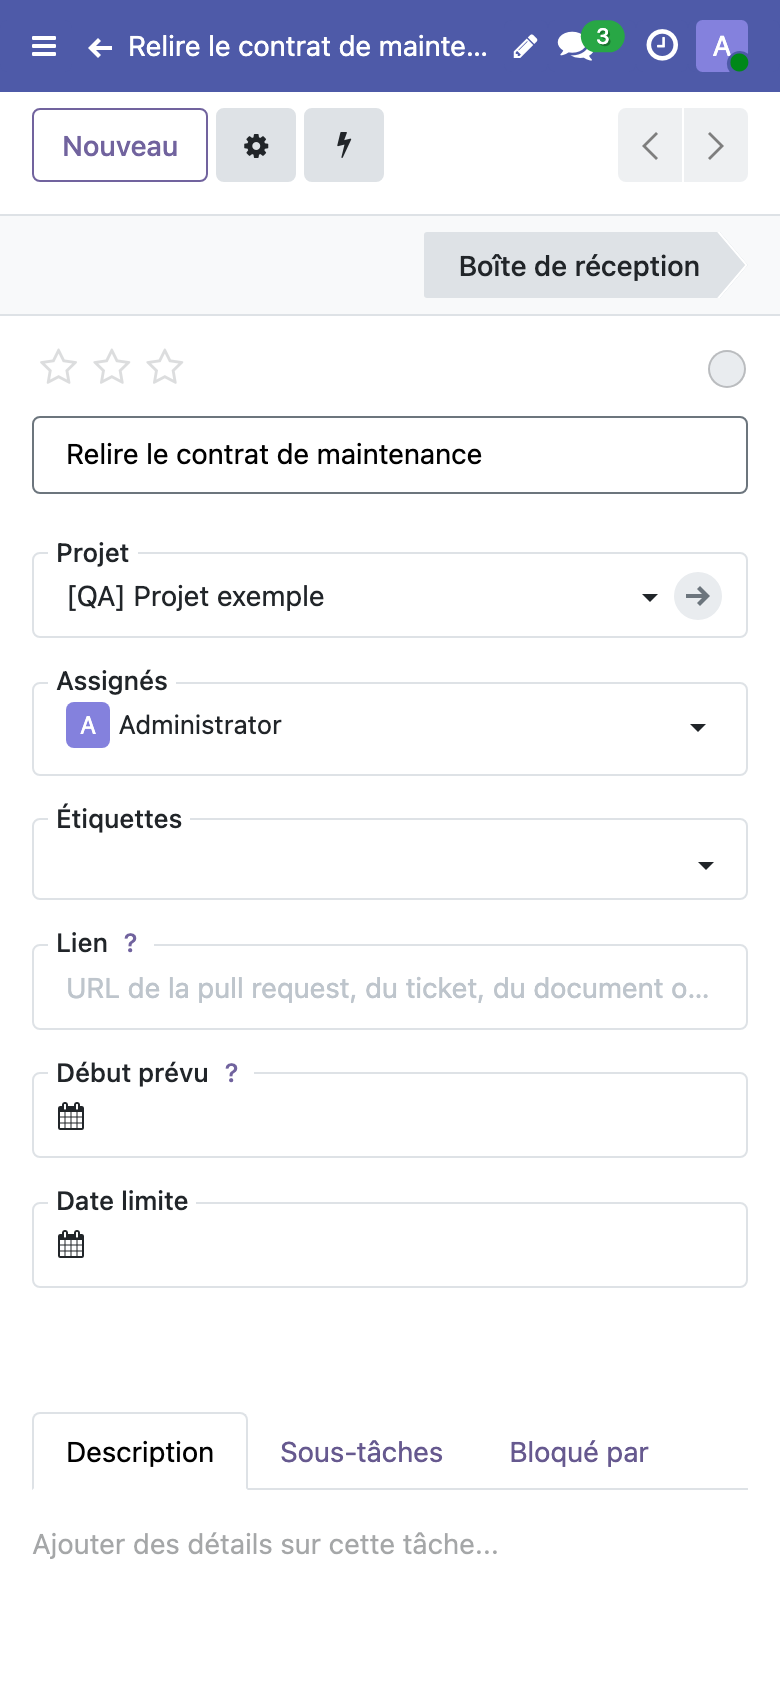 Relire le contrat de mainte...
3
A
Nouveau
Boîte de réception
Relire le contrat de maintenance
Projet
[QA] Projet exemple
Assignés
A Administrator
Étiquettes
Lien ?
URL de la pull request, du ticket, du document o...
Début prévu ?
Date limite
Description Sous-tâches Bloqué par
Ajouter des détails sur cette tâche...